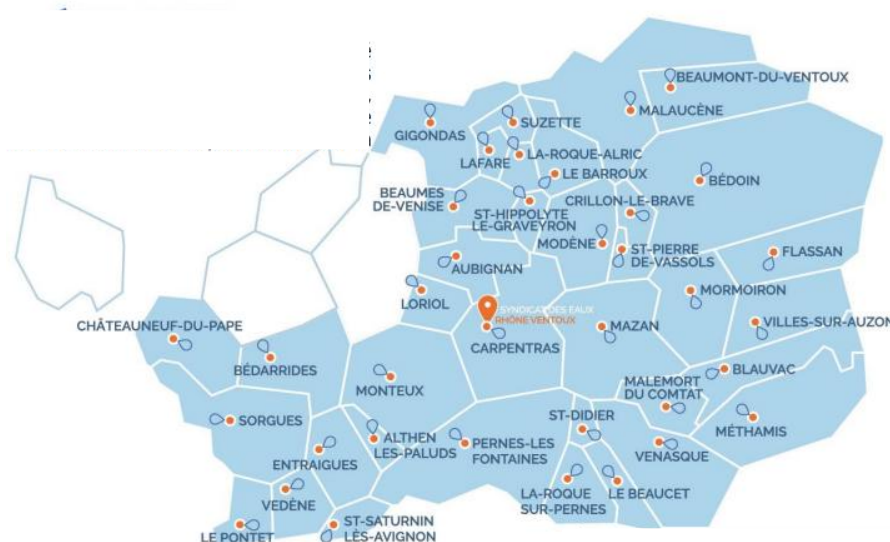 BEAUMONT-DU-VENTOUX
MALAUCÈNE
SUZETTE
GIGONDAS
LA-ROQUE-ALRIC
LAFARE
LE BARROUX
BÉDOIN
BEAUMES
DE-VENISE
CRILLON-LE-BRAVE
ST-HIPPOLYTE
LE-GRAVEYRON
MODÈNE
ST-PIERRE
DE-VASSOLS
FLASSAN
AUBIGNAN
MORMOIRON
LORIOL
SYNDICAT DES EAUX
RHÔNE VENTOUX
CHÂTEAUNEUF-DU-PAPE
MAZAN
VILLES-SUR-AUZON
CARPENTRAS
BÉDARRIDES
BLAUVAC
MONTEUX
MALEMORT
DU COMTAT
ST-DIDIER
MÉTHAMIS
SORGUES
ALTHEN
LES-PALUDS
PERNES-LES
FONTAINES
VENASQUE
ENTRAIGUES
VEDÈNE
LA-ROQUE
SUR-PERNES
LE BEAUCET
ST-SATURNIN
LÈS-AVIGNON
LE PONTET